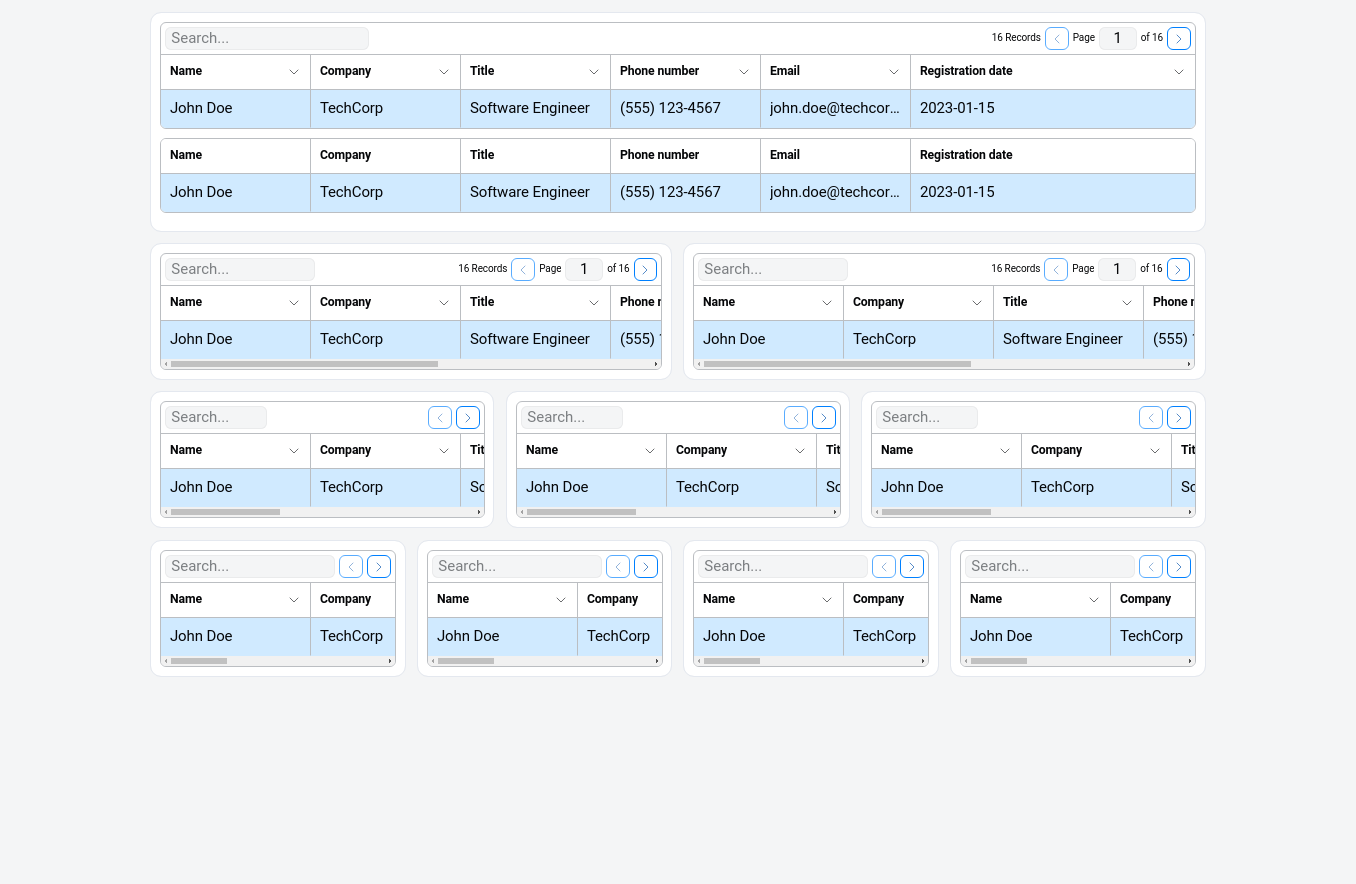 Search... 16 Records Page 1 of 16
Name Company Title Phone number Email Registration date
John Doe TechCorp Software Engineer (555) 123-4567 john.doe@techcor... 2023-01-15
Name Company Title Phone number Email Registration date
John Doe TechCorp Software Engineer (555) 123-4567 john.doe@techcor... 2023-01-15
Search... 16 Records Page 1 of 16
Name Company Title Phone
John Doe TechCorp Software Engineer (555)
Search... 16 Records Page 1 of 16
Name Company Title Phone
John Doe TechCorp Software Engineer (555)
Search...
Name Company Tit
John Doe TechCorp So
Search...
Name Company Tit
John Doe TechCorp So
Search...
Name Company Tit
John Doe TechCorp So
Search...
Name Company
John Doe TechCorp
Search...
Name Company
John Doe TechCorp
Search...
Name Company
John Doe TechCorp
Search...
Name Company
John Doe TechCorp